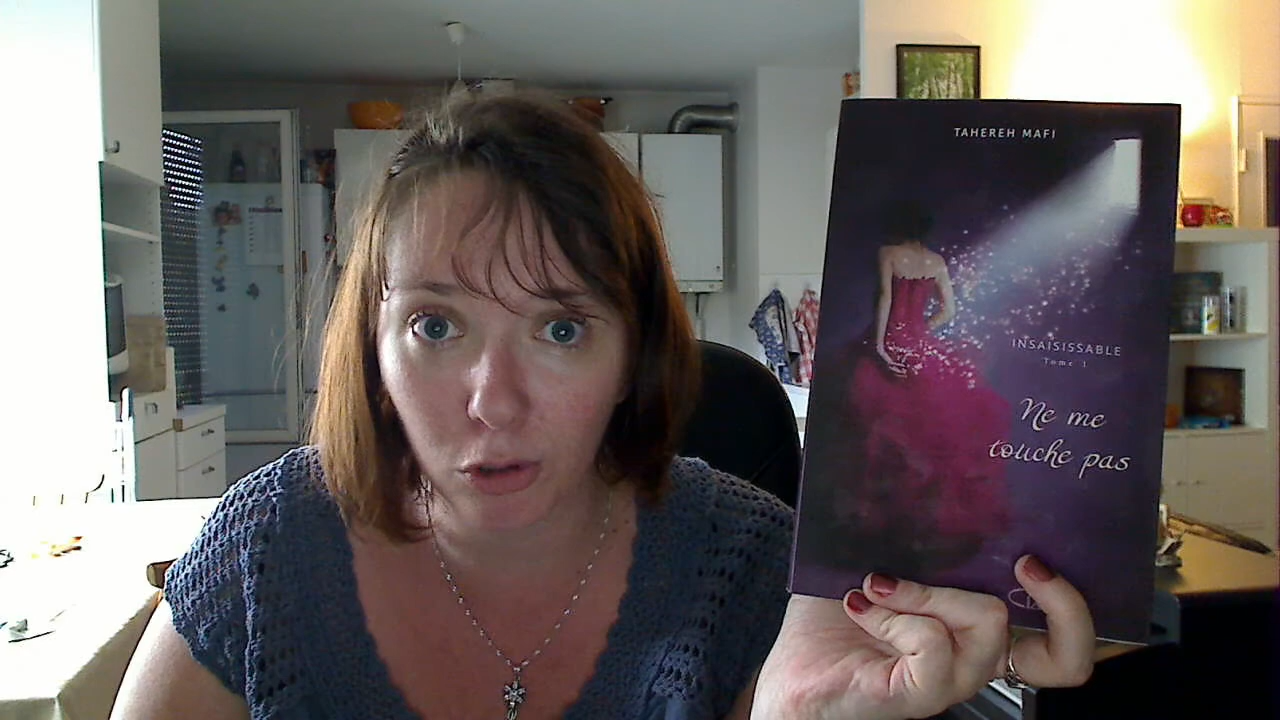 TAHEREH MAFI
INSAISISSABLE
Tome 1
Ne me
touche pas